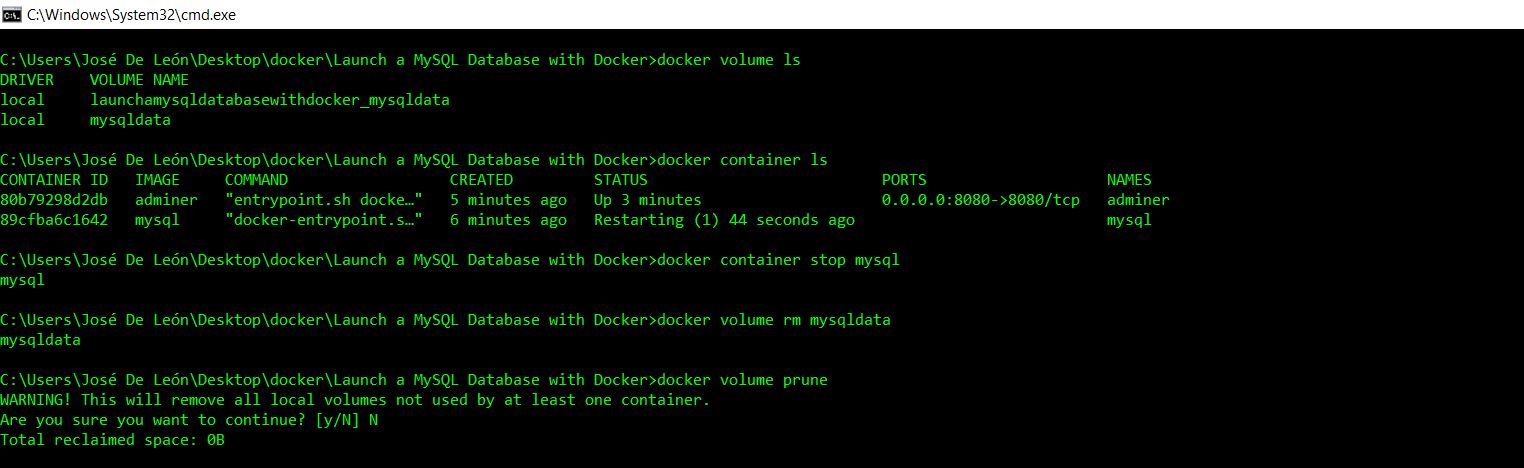 C:\Windows\System32\cmd.exe
C:\Users\José De León\Desktop\docker\Launch a MySQL Database with Docker>docker volume ls
DRIVER    VOLUME NAME
local     launchamysqldatabasewithdocker_mysqldata
local     mysqldata
C:\Users\José De León\Desktop\docker\Launch a MySQL Database with Docker>docker container ls
CONTAINER ID   IMAGE     COMMAND                  CREATED         STATUS                          PORTS                    NAMES
80b79298d2db   adminer   "entrypoint.sh docke…"   5 minutes ago   Up 3 minutes                    0.0.0.0:8080->8080/tcp   adminer
89cfba6c1642   mysql     "docker-entrypoint.s…"   6 minutes ago   Restarting (1) 44 seconds ago                            mysql
C:\Users\José De León\Desktop\docker\Launch a MySQL Database with Docker>docker container stop mysql
mysql
C:\Users\José De León\Desktop\docker\Launch a MySQL Database with Docker>docker volume rm mysqldata
mysqldata
C:\Users\José De León\Desktop\docker\Launch a MySQL Database with Docker>docker volume prune
WARNING! This will remove all local volumes not used by at least one container.
Are you sure you want to continue? [y/N] N
Total reclaimed space: 0B